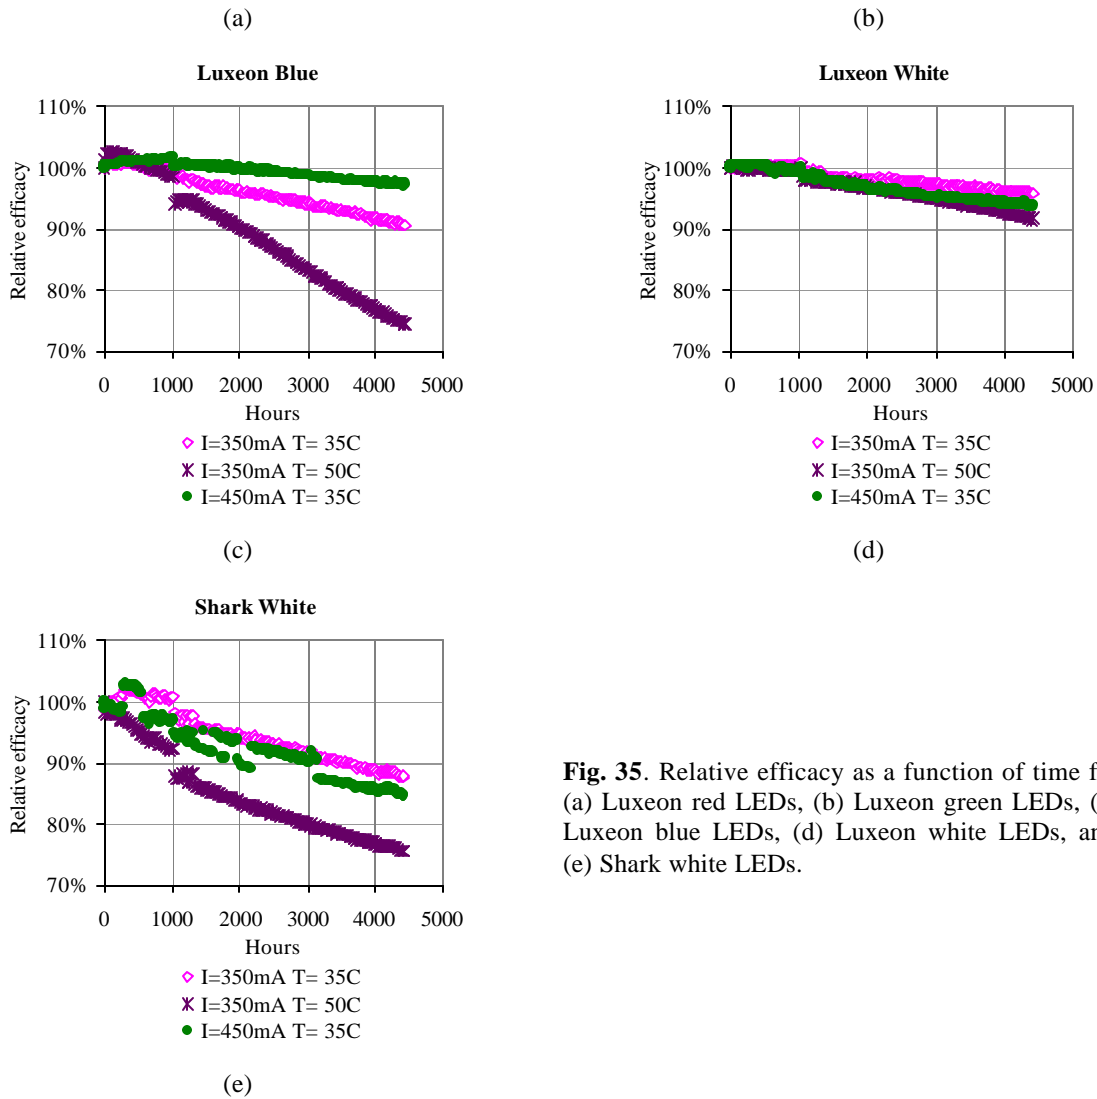 (a)
(b)
Luxeon Blue
110%
100%
90%
80%
70%
Relative efficacy
0 1000 2000 3000 4000 5000
Hours
I=350mA T= 35C
I=350mA T= 50C
I=450mA T= 35C
(c)
Luxeon White
110%
100%
90%
80%
70%
Relative efficacy
0 1000 2000 3000 4000 5000
Hours
I=350mA T= 35C
I=350mA T= 50C
I=450mA T= 35C
(d)
Shark White
110%
100%
90%
80%
70%
Relative efficacy
0 1000 2000 3000 4000 5000
Hours
I=350mA T= 35C
I=350mA T= 50C
I=450mA T= 35C
(e)
Fig. 35. Relative efficacy as a function of time f
(a) Luxeon red LEDs, (b) Luxeon green LEDs, (
Luxeon blue LEDs, (d) Luxeon white LEDs, an
(e) Shark white LEDs.